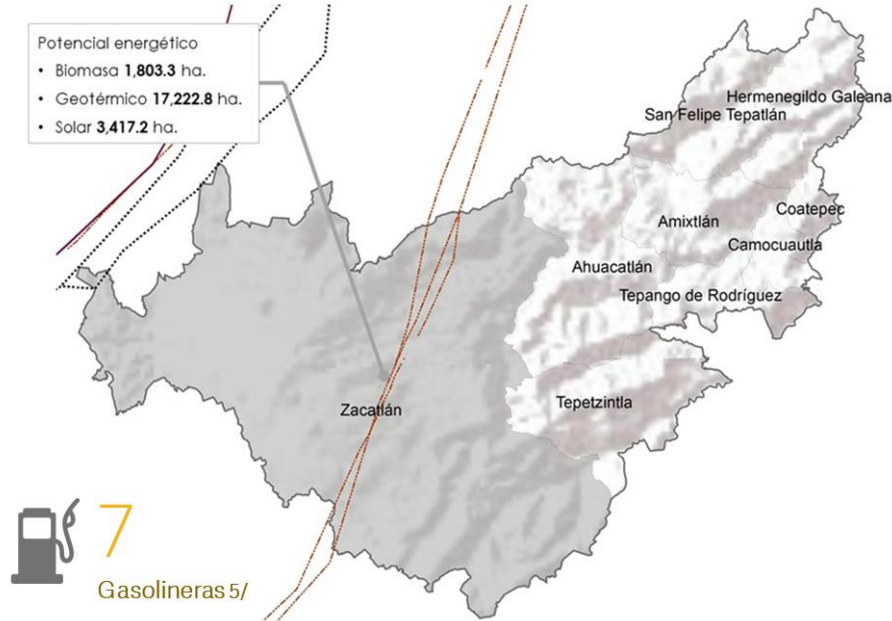 Potencial energético
• Biomasa 1,803.3 ha.
• Geotérmico 17,222.8 ha.
• Solar 3,417.2 ha.
Hermenegildo Galeana
San Felipe Tepatlán
Coatepec
Amixtlán
Camocuautla
Ahuacatlán
Tepango de Rodríguez
Tepetzintla
Zacatlán
7
Gasolineras 5/